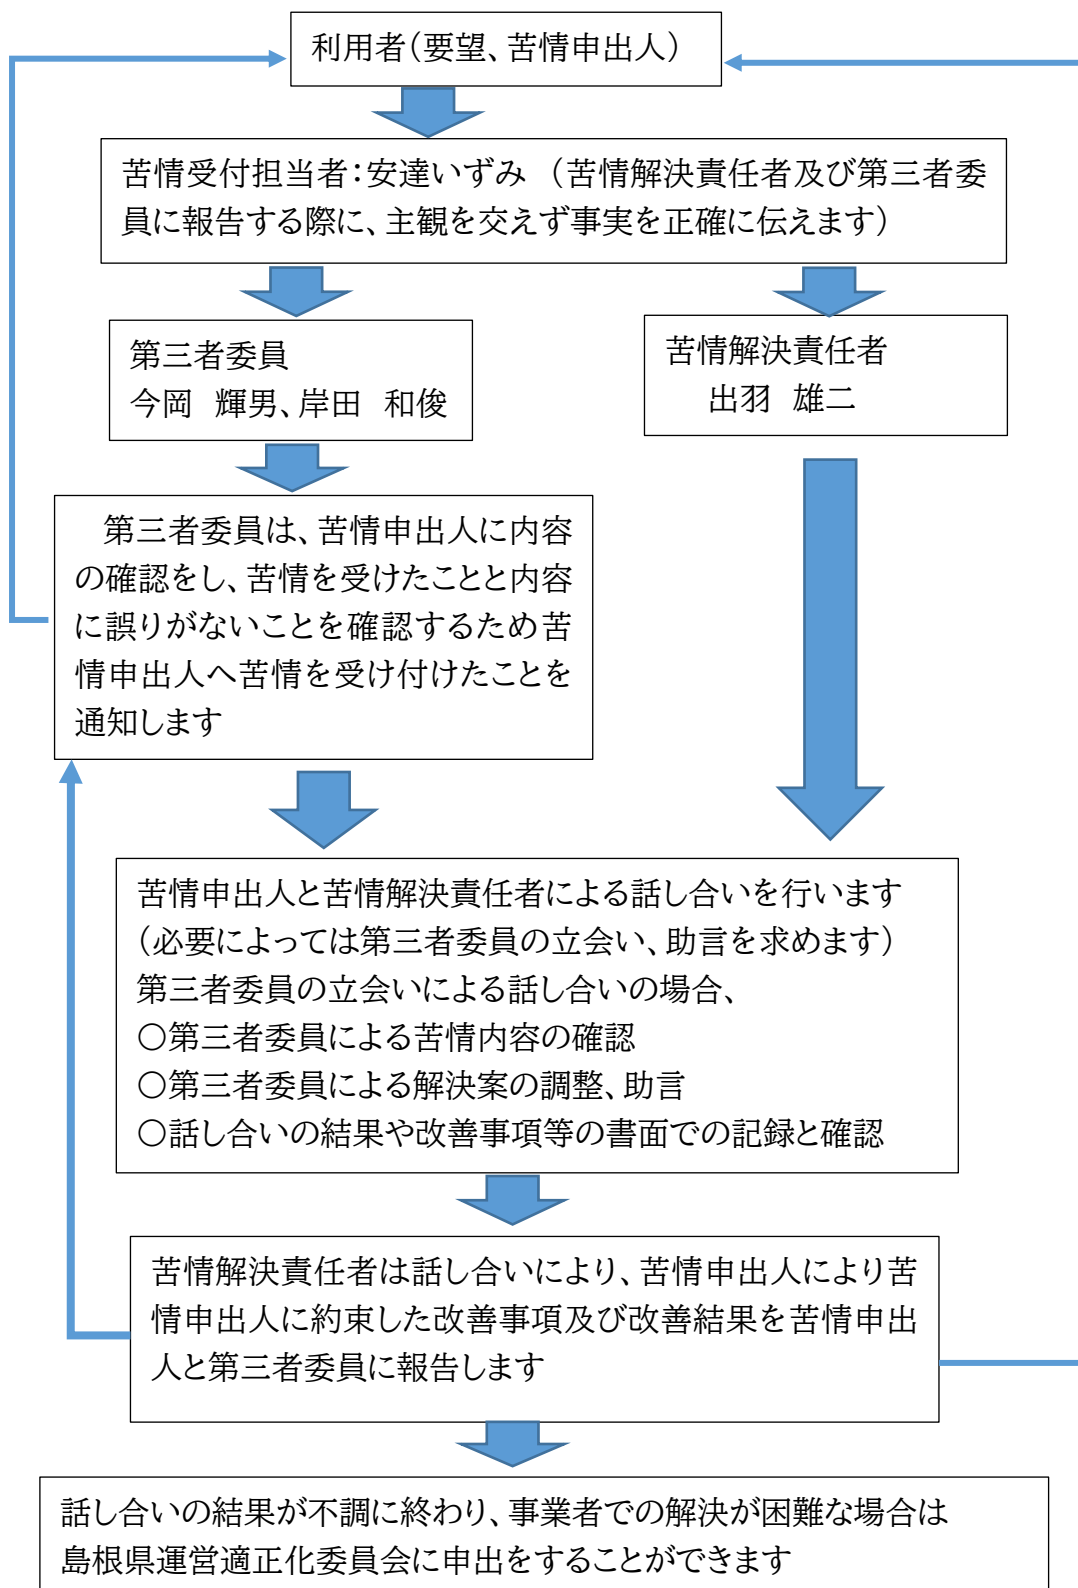 利用者（要望、苦情申出人）
苦情受付担当者：安達いずみ　（苦情解決責任者及び第三者委
員に報告する際に、主観を交えず事実を正確に伝えます）
第三者委員
今岡　輝男、岸田　和俊
苦情解決責任者
出羽　雄二
第三者委員は、苦情申出人に内容
の確認をし、苦情を受けたことと内容
に誤りがないことを確認するため苦
情申出人へ苦情を受け付けたことを
通知します
苦情申出人と苦情解決責任者による話し合いを行います
（必要によっては第三者委員の立会い、助言を求めます）
第三者委員の立会いによる話し合いの場合、
〇第三者委員による苦情内容の確認
〇第三者委員による解決案の調整、助言
〇話し合いの結果や改善事項等の書面での記録と確認
苦情解決責任者は話し合いにより、苦情申出人により苦
情申出人に約束した改善事項及び改善結果を苦情申出
人と第三者委員に報告します
話し合いの結果が不調に終わり、事業者での解決が困難な場合は
島根県運営適正化委員会に申出をすることができます